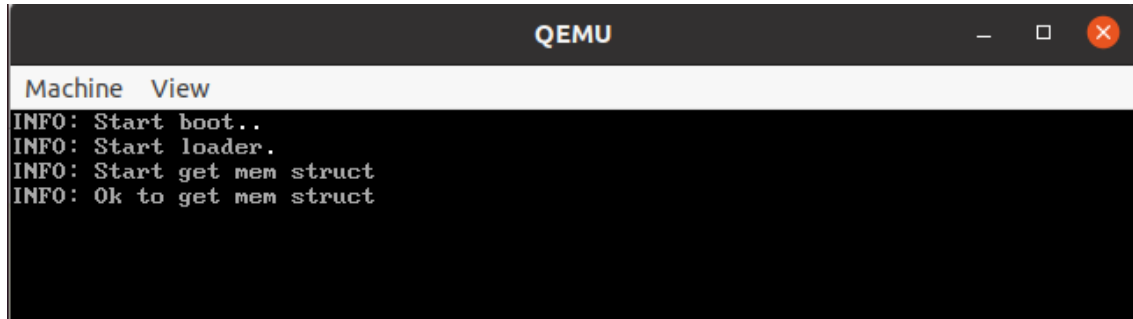 QEMU
Machine View
INFO: Start boot..
INFO: Start loader.
INFO: Start get mem struct
INFO: Ok to get mem struct